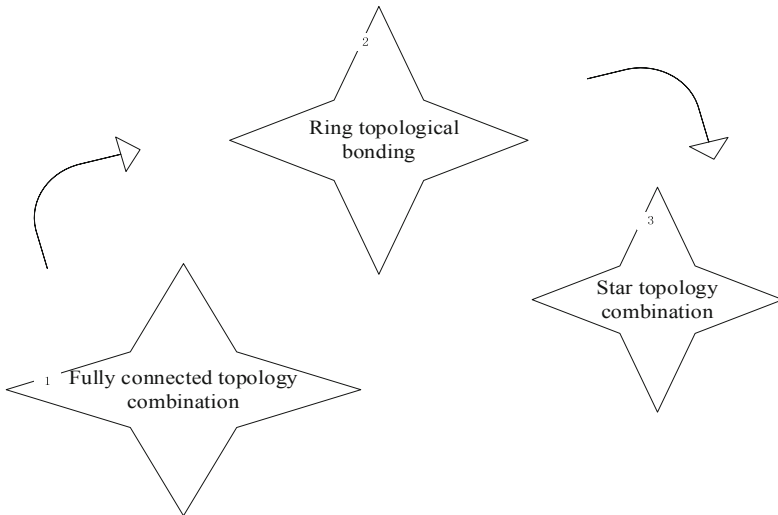 1
Fully connected topology
combination
2
Ring topological
bonding
3
Star topology
combination